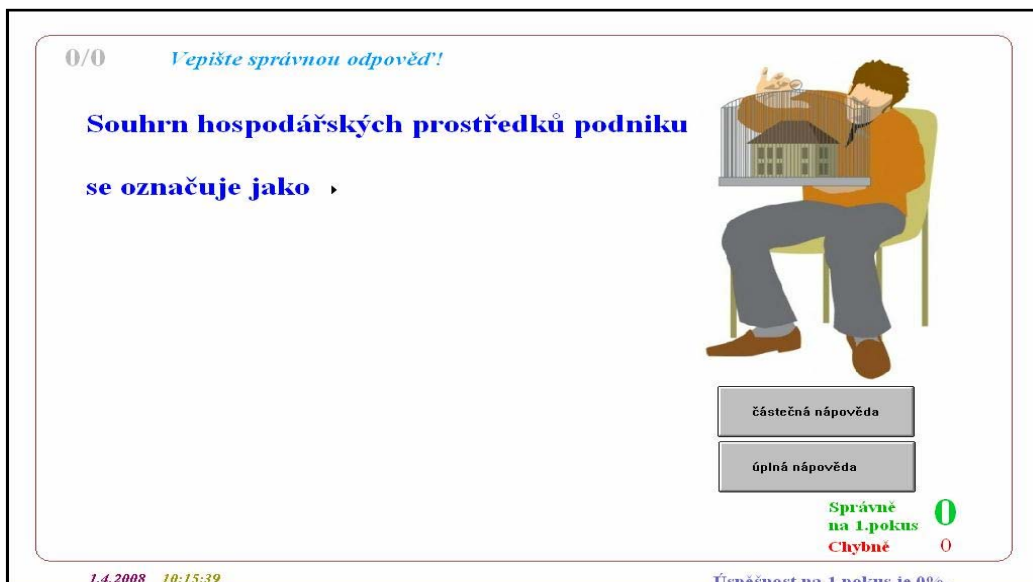 0/0 Vepište správnou odpověď!
Souhrn hospodářských prostředků podniku
se označuje jako
částečná nápověda
úplná nápověda
Správně
na 1.pokus 0
Chybně 0
1.4.2008 10:15:39
Úspěšnost na 1.pokus je 0%